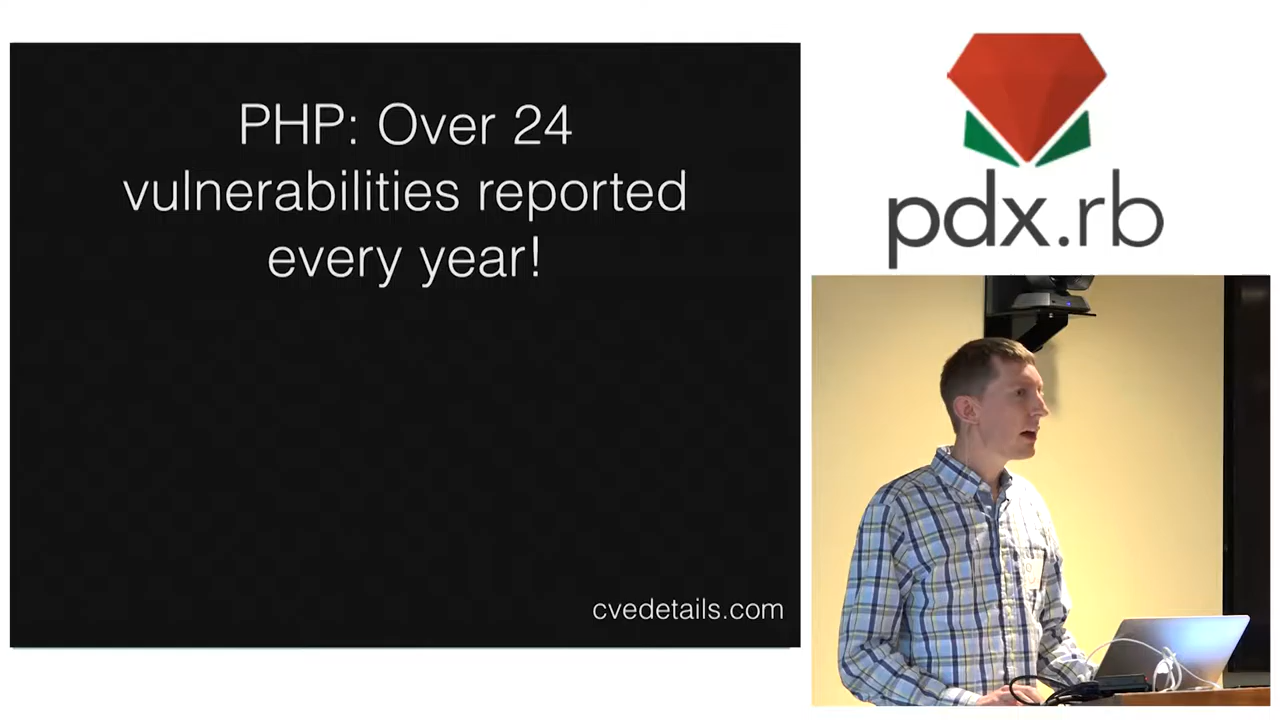 PHP: Over 24
vulnerabilities reported
every year!
cvedetails.com
pdx.rb